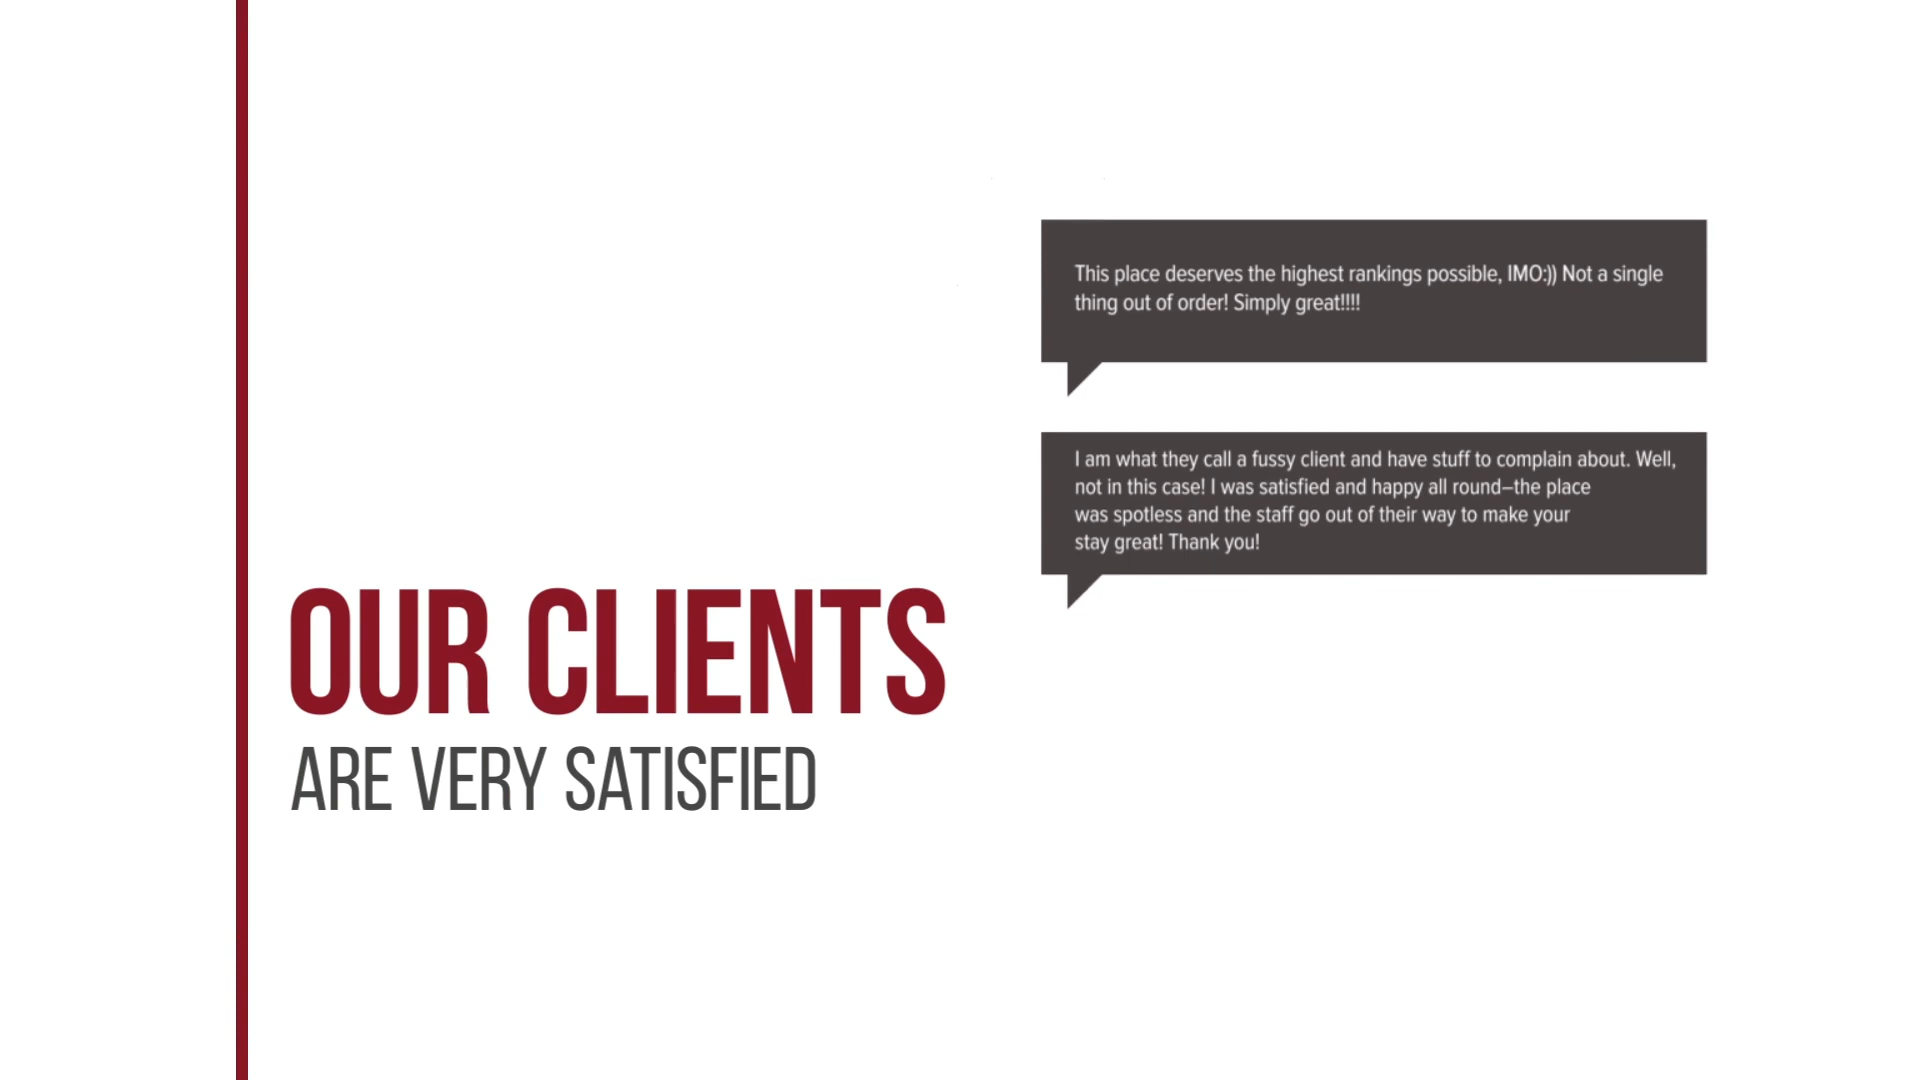 This place deserves the highest rankings possible, IMO:)) Not a single
thing out of order! Simply great!!!!
I am what they call a fussy client and have stuff to complain about. Well,
not in this case! I was satisfied and happy all round–the place
was spotless and the staff go out of their way to make your
stay great! Thank you!
OUR CLIENTS
ARE VERY SATISFIED